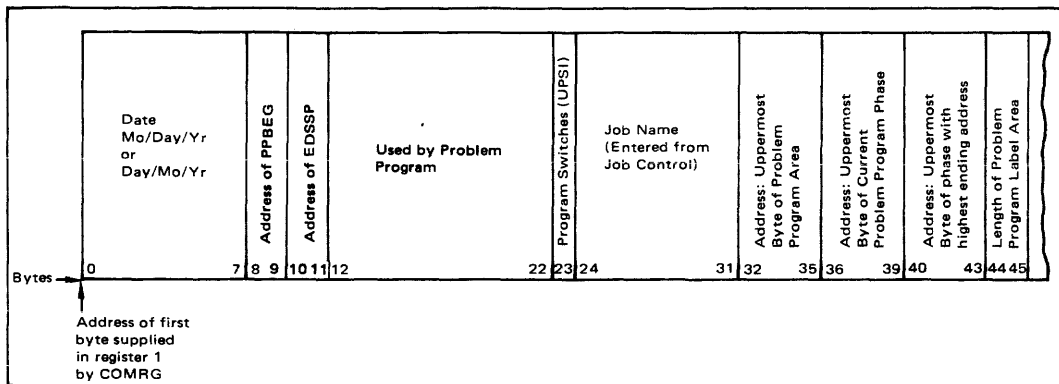 Date
Mo/Day/Yr
or
Day/Mo/Yr
Address of PPBEG
Address of EDSSP
Used by Problem
Program
Program Switches (UPSI)
Job Name
(Entered from
Job Control)
Address: Uppermost
Byte of Problem
Program Area
Address: Uppermost
Byte of Current
Problem Program Phase
Address: Uppermost
Byte of phase with
highest ending address
Length of Problem
Program Label Area
Bytes 0 7 8 9 10 11 12 22 23 24 31 32 35 36 39 40 43 44 45
Address of first
byte supplied
in register 1
by COMRG